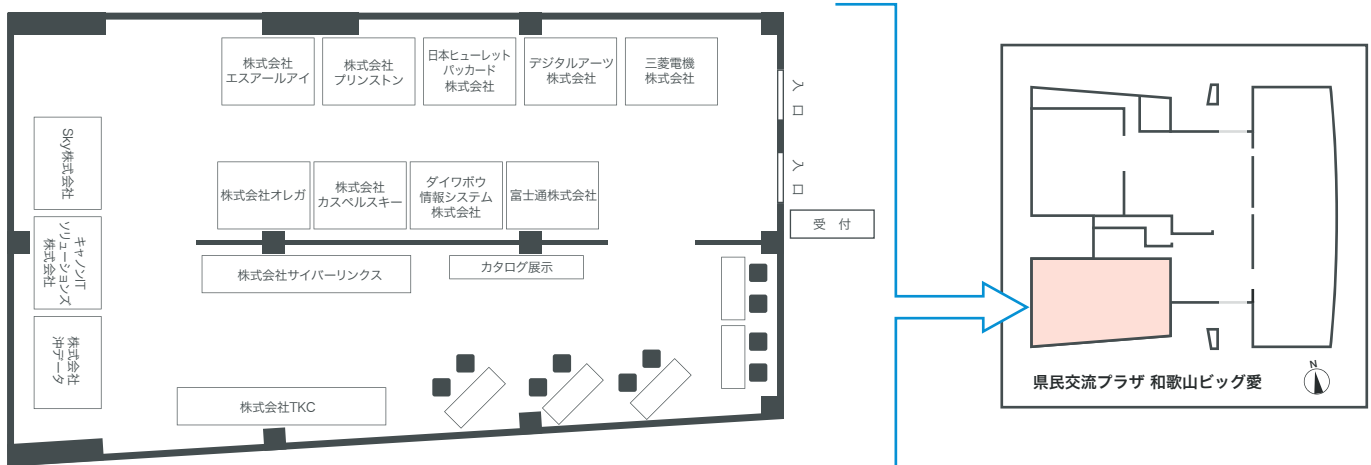 株式会社
エスアールアイ
株式会社
プリンストン
日本ヒューレット
パッカード
株式会社
デジタルアーツ
株式会社
三菱電機
株式会社
入口
Sky株式会社
株式会社オレガ
株式会社
カスペルスキー
ダイワボウ
情報システム
株式会社
富士通株式会社
入口
受 付
キヤノンIT
ソリューションズ
株式会社
株式会社サイバーリンクス
カタログ展示
株式会社
沖データ
株式会社TKC
県民交流プラザ 和歌山ビッグ愛
N